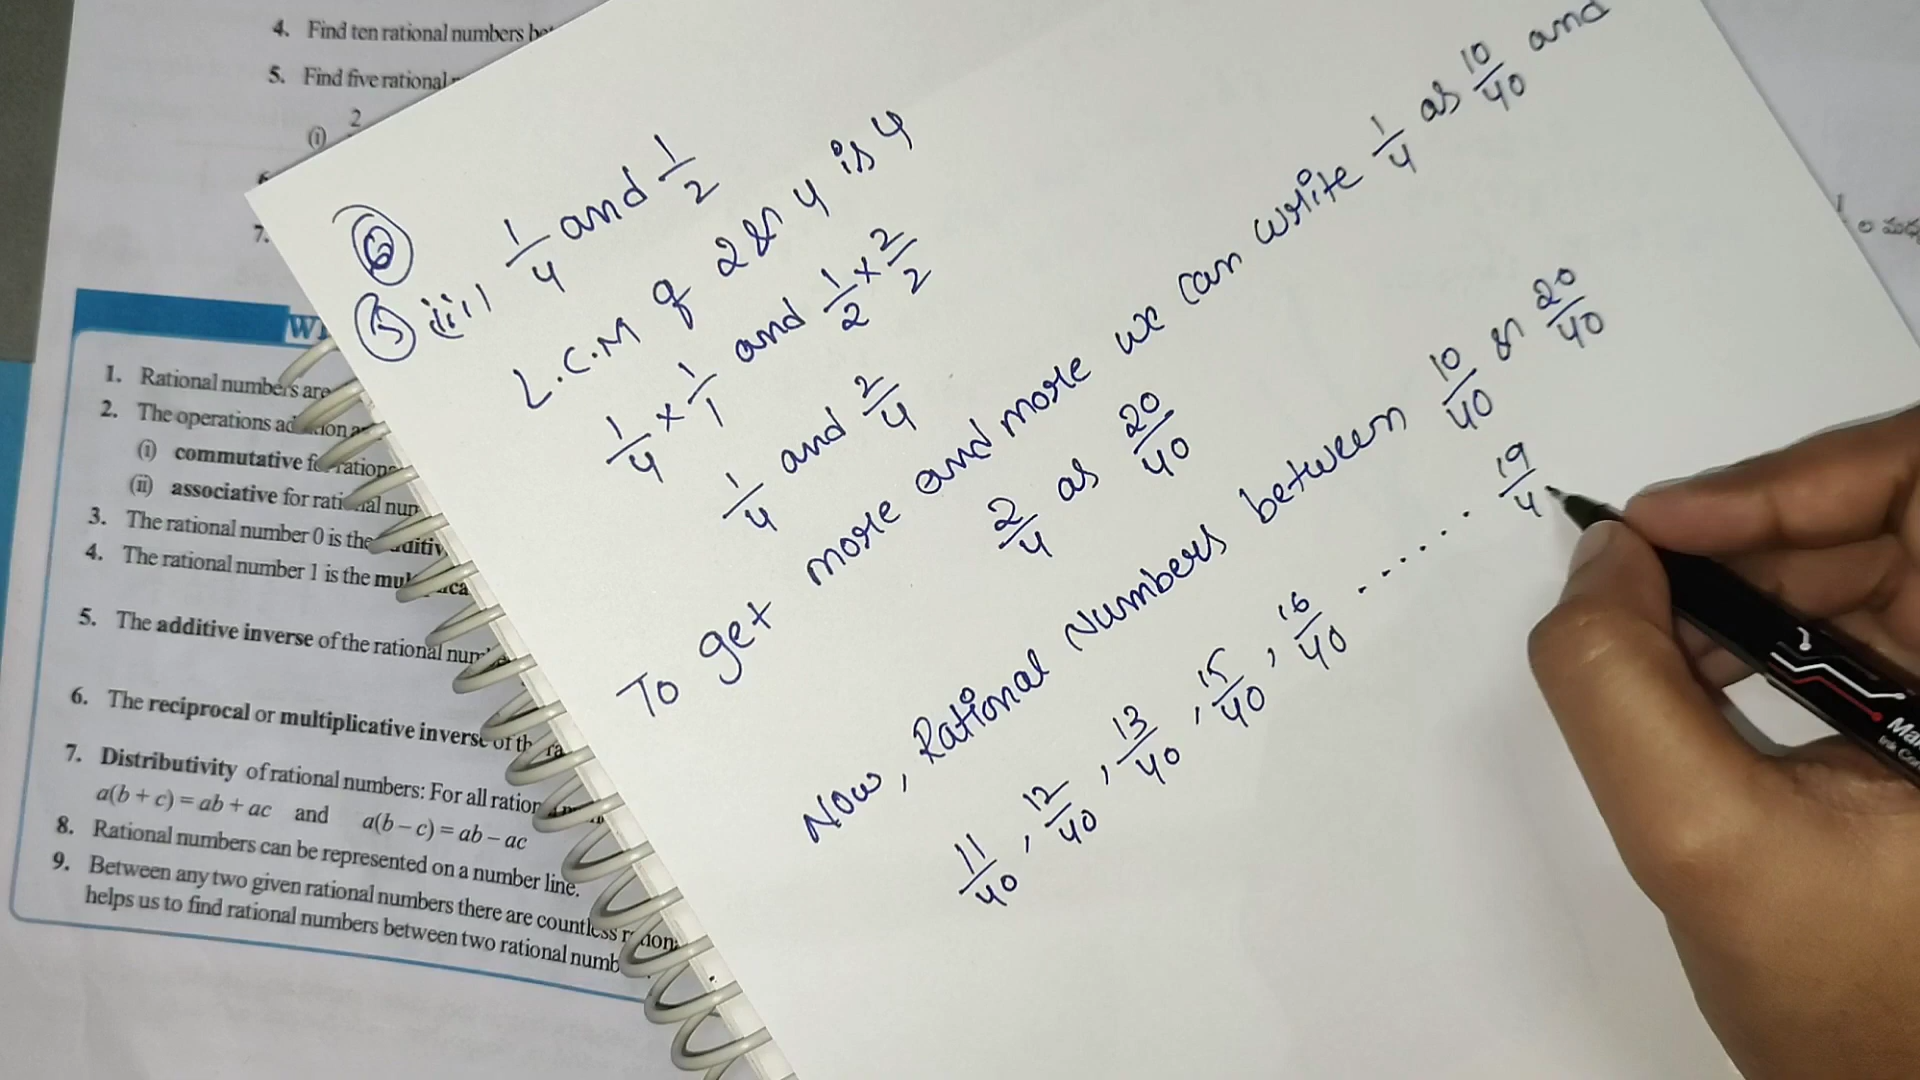 4. Find ten rational numbers
5. Find five rational
(i) 2
7.
1. Rational numbers are
2. The operations
(i) commutative
(ii) associative for
3. The rational number 0 is the
4. The rational number 1 is the
5. The additive inverse of the rational
6. The reciprocal or multiplicative inverse of
7. Distributivity of rational numbers: For all
a(b + c) = ab + ac and a(b – c) = ab – ac
8. Rational numbers can be represented on a number line.
9. Between any two given rational numbers there are
helps us to find rational numbers between two rational
6
5 iii) 1/4 and 1/2
L.C.M of 2 & 4 is 4
1/4 × 1/1 and 1/2 × 2/2
1/4 and 2/4
To get more and more we can write 1/4 as 10/40 and
2/4 as 20/40
Now, Rational Numbers between 10/40 & 20/40
11/40, 12/40, 13/40, 15/40, 16/40 ........ 19/4